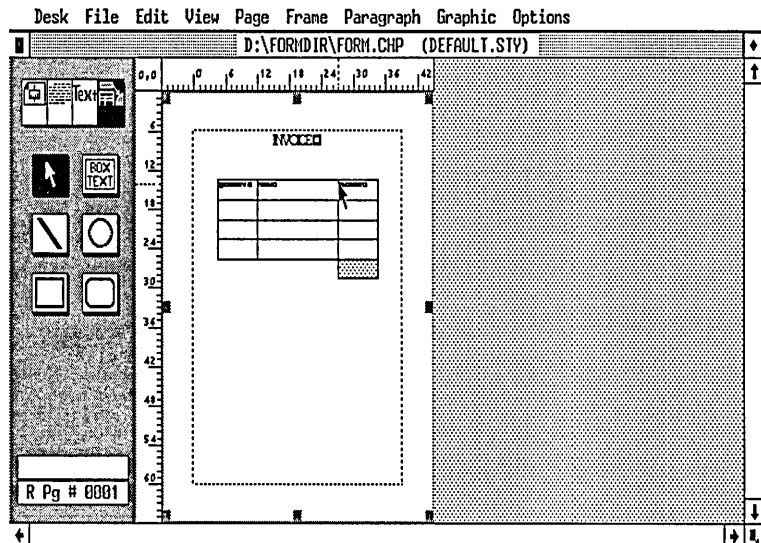 Desk File Edit View Page Frame Paragraph Graphic Options
D:\FORMDIR\FORM.CHP (DEFAULT.STY)
0,0 0 6 12 18 24 30 36 42
Text
6
INVOICE
12
BOX
TEXT
18
24
30
36
42
48
54
60
R Pg # 0001